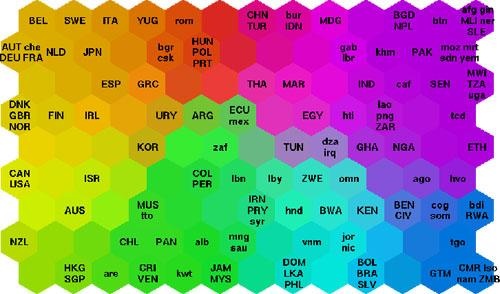 BEL SWE ITA YUG rom CHN bur MDG BGD btn afg gin
TUR IDN NPL MLI ner
SLE
AUT che NLD JPN bgr HUN gab khm PAK moz mrt
DEU FRA csk POL lbr sdn yem
PRT
ESP GRC THA MAR IND caf SEN MWI
TZA
uga
DNK FIN IRL URY ARG ECU EGY hti lao tcd
GBR mex png
NOR ZAR
KOR zaf TUN dza GHA NGA ETH
irq
CAN ISR COL lbn lby ZWE omn ago hvo
USA PER
AUS MUS IRN hnd BWA KEN BEN cog bdi
tto PRY CIV som RWA
syr
NZL CHL PAN alb mng vnm jor tgo
sau nic
HKG are CRI kwt JAM DOM BOL GTM CMR lso
SGP VEN MYS LKA BRA nam ZMB
PHL SLV